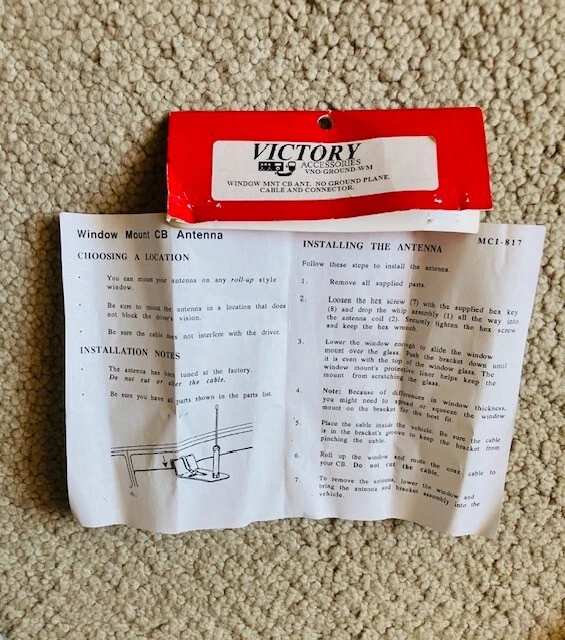 VICTORY
ACCESSORIES
VNO-GROUND-WM
WINDOW MNT CB ANT. NO GROUND PLANE.
CABLE AND CONNECTOR.
Window Mount CB Antenna
CHOOSING A LOCATION
· You can mount your antenna on any roll-up style
window.
· Be sure to mount the antenna in a location that does
not block the driver's vision.
· Be sure the cable does not interfere with the driver.
INSTALLATION NOTES
· The antenna has been tuned at the factory.
Do not cut or alter the cable.
· Be sure you have all parts shown in the parts list.
INSTALLING THE ANTENNA
MCI-817
Follow these steps to install the antenna.
1. Remove all supplied parts.
2. Loosen the hex screw (7) with the supplied hex key
(8) and drop the whip assembly (1) all the way into
the antenna coil (2). Securely tighten the hex screw
and keep the hex wrench.
3. Lower the window enough to slide the window
mount over the glass. Push the bracket down until
it is even with the top of the window glass. The
window mount's protective liner helps keep the
mount from scratching the glass.
4. Note: Because of differences in window thickness,
you might need to spread or squeeze the window
mount on the bracket for the best fit.
5. Place the cable inside the vehicle. Be sure the cable
is in the bracket's groove to keep the bracket from
pinching the cable.
6. Roll up the window and route the coax cable to
your CB. Do not cut the cable.
7. To remove the antenna, lower the window and
bring the antenna and bracket assembly into the
vehicle.